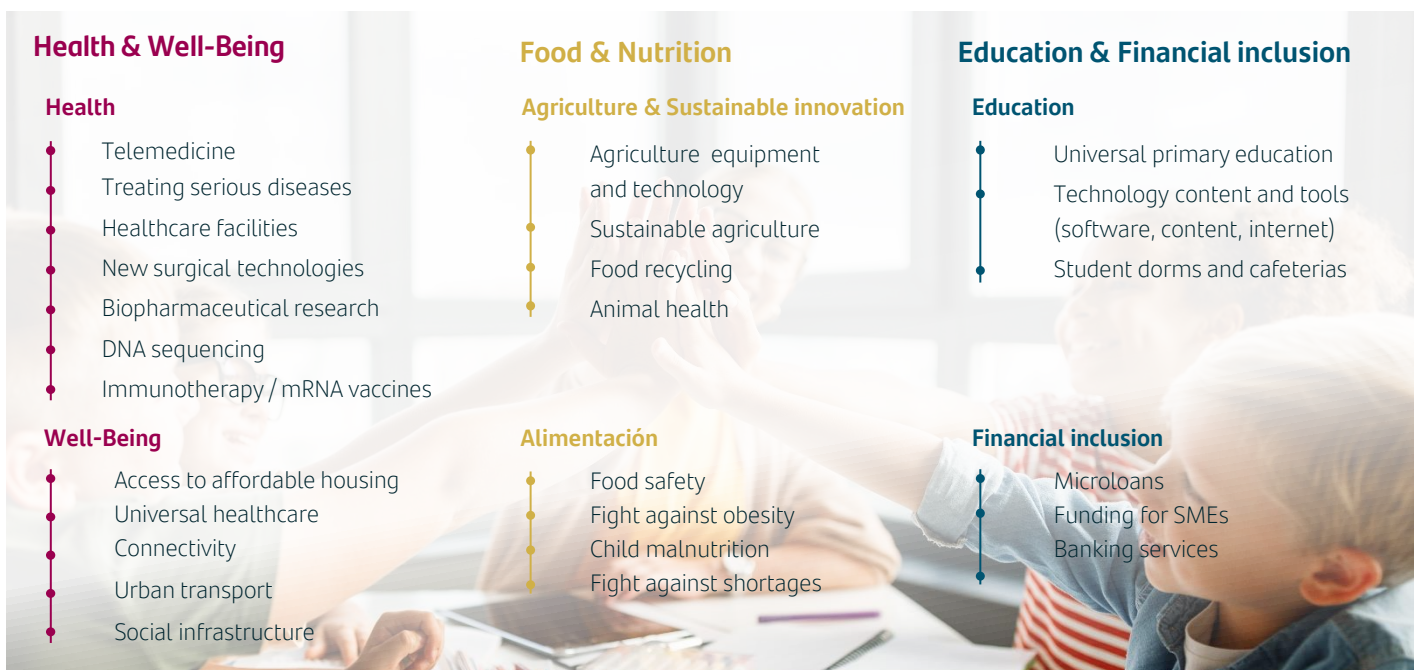 Health & Well-Being
Health
Telemedicine
Treating serious diseases
Healthcare facilities
New surgical technologies
Biopharmaceutical research
DNA sequencing
Immunotherapy / mRNA vaccines
Well-Being
Access to affordable housing
Universal healthcare
Connectivity
Urban transport
Social infrastructure
Food & Nutrition
Agriculture & Sustainable innovation
Agriculture equipment
and technology
Sustainable agriculture
Food recycling
Animal health
Alimentación
Food safety
Fight against obesity
Child malnutrition
Fight against shortages
Education & Financial inclusion
Education
Universal primary education
Technology content and tools
(software, content, internet)
Student dorms and cafeterias
Financial inclusion
Microloans
Funding for SMEs
Banking services